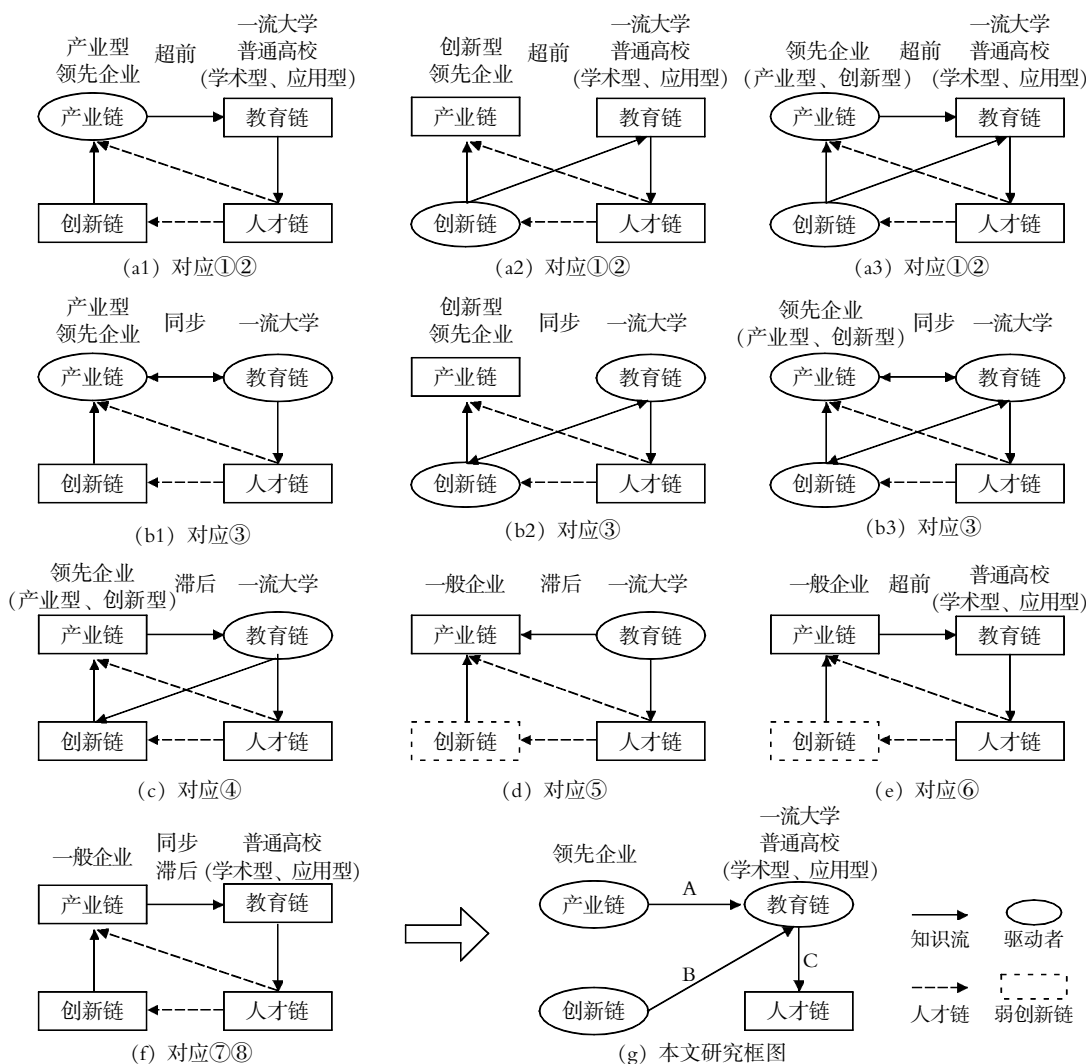 产业型
领先企业
超前
一流大学
普通高校
(学术型、应用型)
产业链
教育链
创新链
人才链
(a1) 对应①②
创新型
领先企业
超前
一流大学
普通高校
(学术型、应用型)
产业链
教育链
创新链
人才链
(a2) 对应①②
领先企业
(产业型、创新型)
超前
一流大学
普通高校
(学术型、应用型)
产业链
教育链
创新链
人才链
(a3) 对应①②
产业型
领先企业
同步
一流大学
产业链
教育链
创新链
人才链
(b1) 对应③
创新型
领先企业
同步
一流大学
产业链
教育链
创新链
人才链
(b2) 对应③
领先企业
(产业型、创新型)
同步
一流大学
产业链
教育链
创新链
人才链
(b3) 对应③
领先企业
(产业型、创新型)
滞后
一流大学
产业链
教育链
创新链
人才链
(c) 对应④
一般企业
滞后
一流大学
产业链
教育链
创新链
人才链
(d) 对应⑤
一般企业
超前
普通高校
(学术型、应用型)
产业链
教育链
创新链
人才链
(e) 对应⑥
一般企业
同步
滞后
普通高校
(学术型、应用型)
产业链
教育链
创新链
人才链
(f) 对应⑦⑧
领先企业
一流大学
普通高校
(学术型、应用型)
产业链
A
教育链
B
C
创新链
人才链
(g) 本文研究框图
知识流
驱动者
人才链
弱创新链